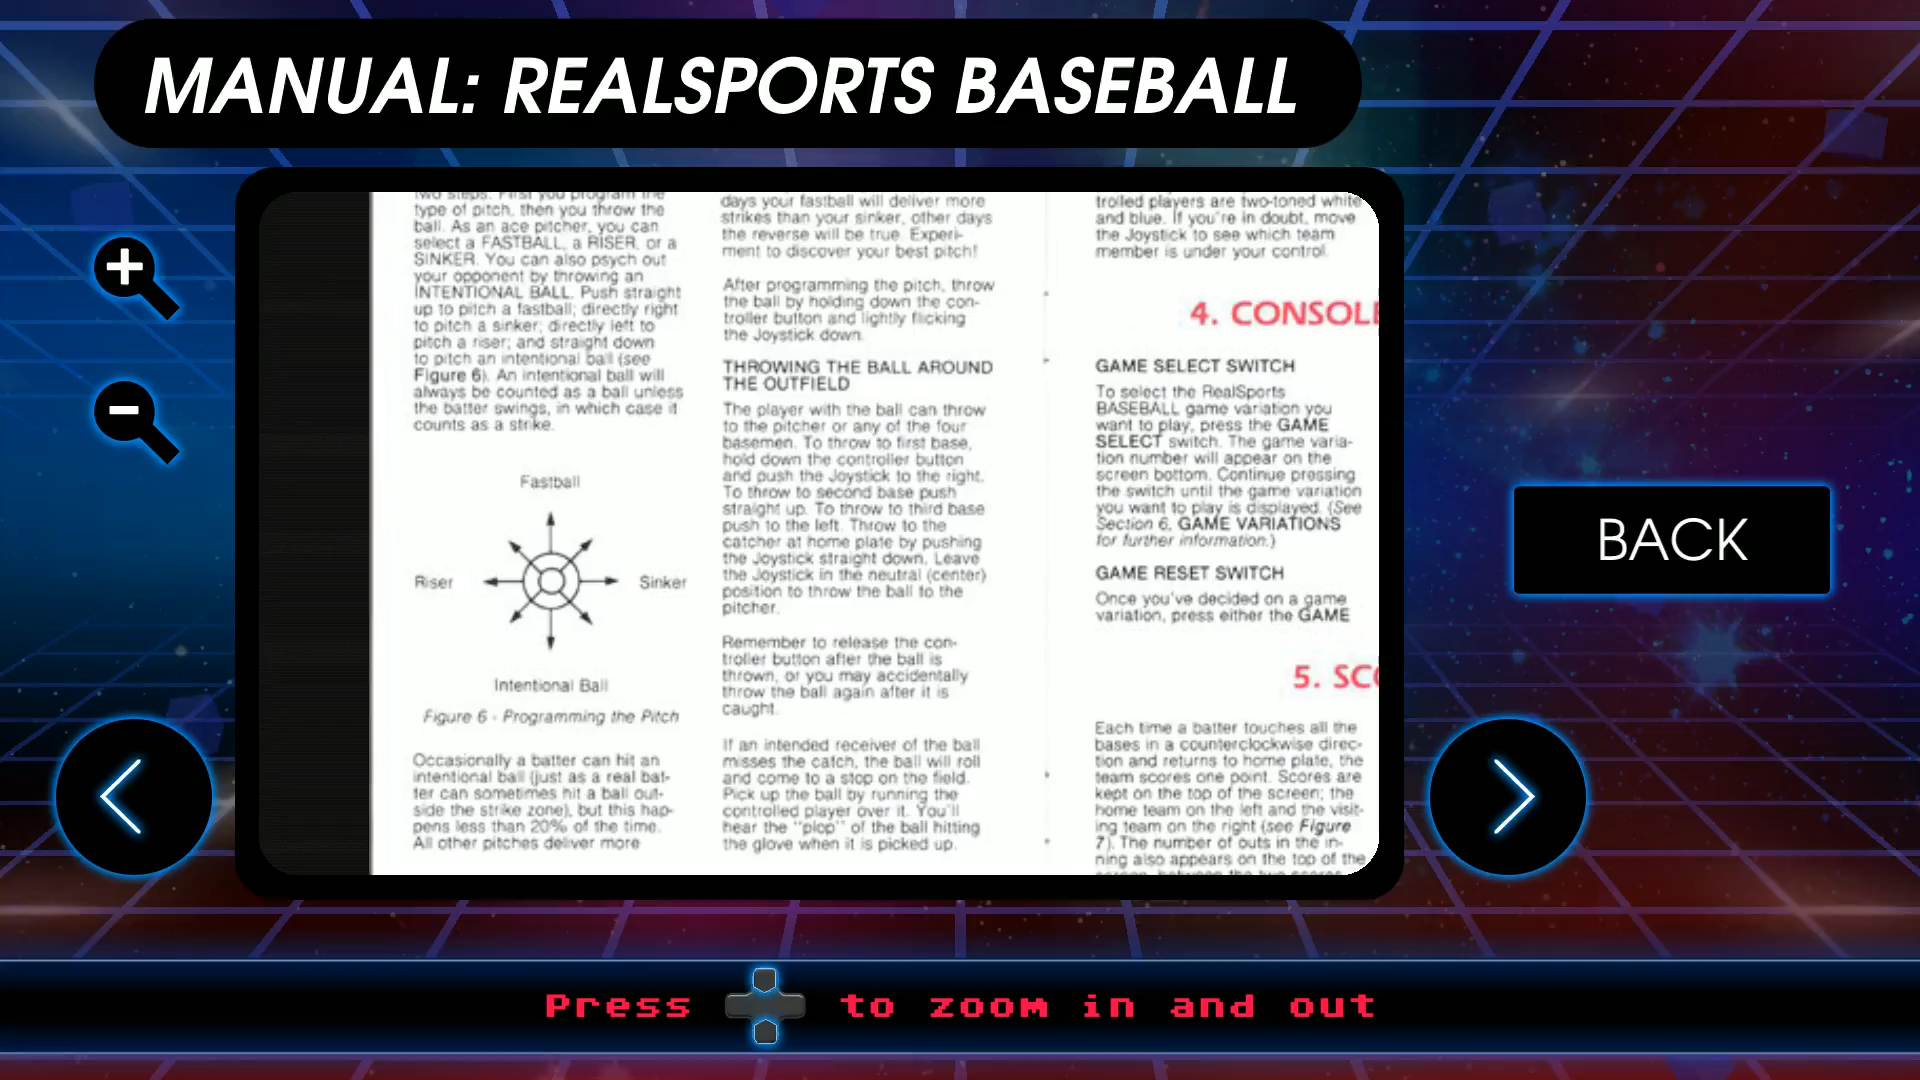 MANUAL: REALSPORTS BASEBALL
two steps. First you program the
type of pitch, then you throw the
ball. As an ace pitcher, you can
select a FASTBALL, a RISER, or a
SINKER. You can also psych out
your opponent by throwing an
INTENTIONAL BALL. Push straight
up to pitch a fastball; directly right
to pitch a sinker; directly left to
pitch a riser; and straight down
to pitch an intentional ball (see
Figure 6). An intentional ball will
always be counted as a ball unless
the batter swings, in which case it
counts as a strike.
Fastball
Riser
Sinker
Intentional Ball
Figure 6 - Programming the Pitch
Occasionally a batter can hit an
intentional ball (just as a real bat-
ter can sometimes hit a ball out-
side the strike zone), but this hap-
pens less than 20% of the time.
All other pitches deliver more
days your fastball will deliver more
strikes than your sinker, other days
the reverse will be true. Experi-
ment to discover your best pitch!
After programming the pitch, throw
the ball by holding down the con-
troller button and lightly flicking
the Joystick down.
THROWING THE BALL AROUND
THE OUTFIELD
The player with the ball can throw
to the pitcher or any of the four
basemen. To throw to first base,
hold down the controller button
and push the Joystick to the right.
To throw to second base push
straight up. To throw to third base
push to the left. Throw to the
catcher at home plate by pushing
the Joystick straight down. Leave
the Joystick in the neutral (center)
position to throw the ball to the
pitcher.
Remember to release the con-
troller button after the ball is
thrown, or you may accidentally
throw the ball again after it is
caught.
If an intended receiver of the ball
misses the catch, the ball will roll
and come to a stop on the field.
Pick up the ball by running the
controlled player over it. You'll
hear the "plop" of the ball hitting
the glove when it is picked up.
trolled players are two-toned white
and blue. If you're in doubt, move
the Joystick to see which team
member is under your control.
4. CONSOLE
GAME SELECT SWITCH
To select the RealSports
BASEBALL game variation you
want to play, press the GAME
SELECT switch. The game varia-
tion number will appear on the
screen bottom. Continue pressing
the switch until the game variation
you want to play is displayed. (See
Section 6, GAME VARIATIONS
for further information.)
GAME RESET SWITCH
Once you've decided on a game
variation, press either the GAME
5. SCO
Each time a batter touches all the
bases in a counterclockwise direc-
tion and returns to home plate, the
team scores one point. Scores are
kept on the top of the screen; the
home team on the left and the visit-
ing team on the right (see Figure
7). The number of outs in the in-
ning also appears on the top of the
screen, between the two scores.
BACK
Press to zoom in and out